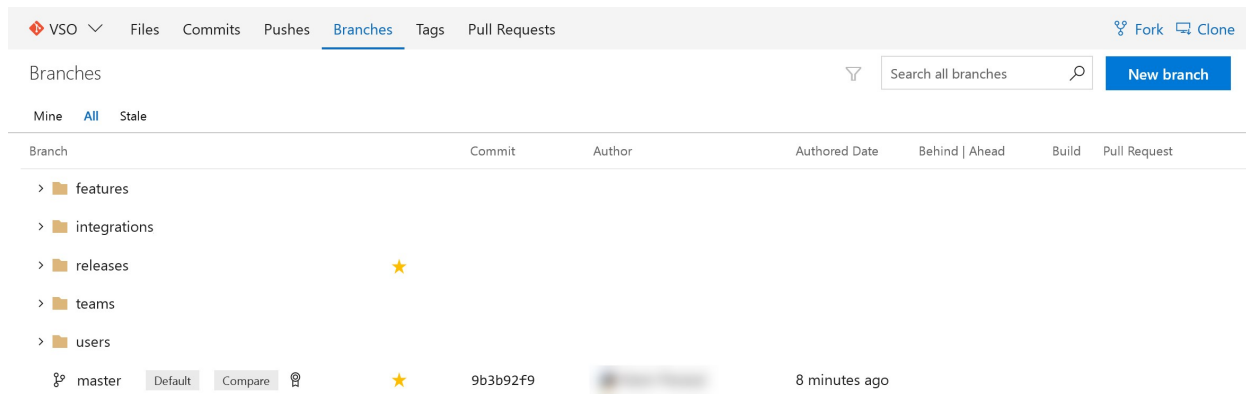 VSO Files Commits Pushes Branches Tags Pull Requests Fork Clone
Branches Search all branches New branch
Mine All Stale
Branch Commit Author Authored Date Behind | Ahead Build Pull Request
features
integrations
releases
teams
users
master Default Compare 9b3b92f9 8 minutes ago